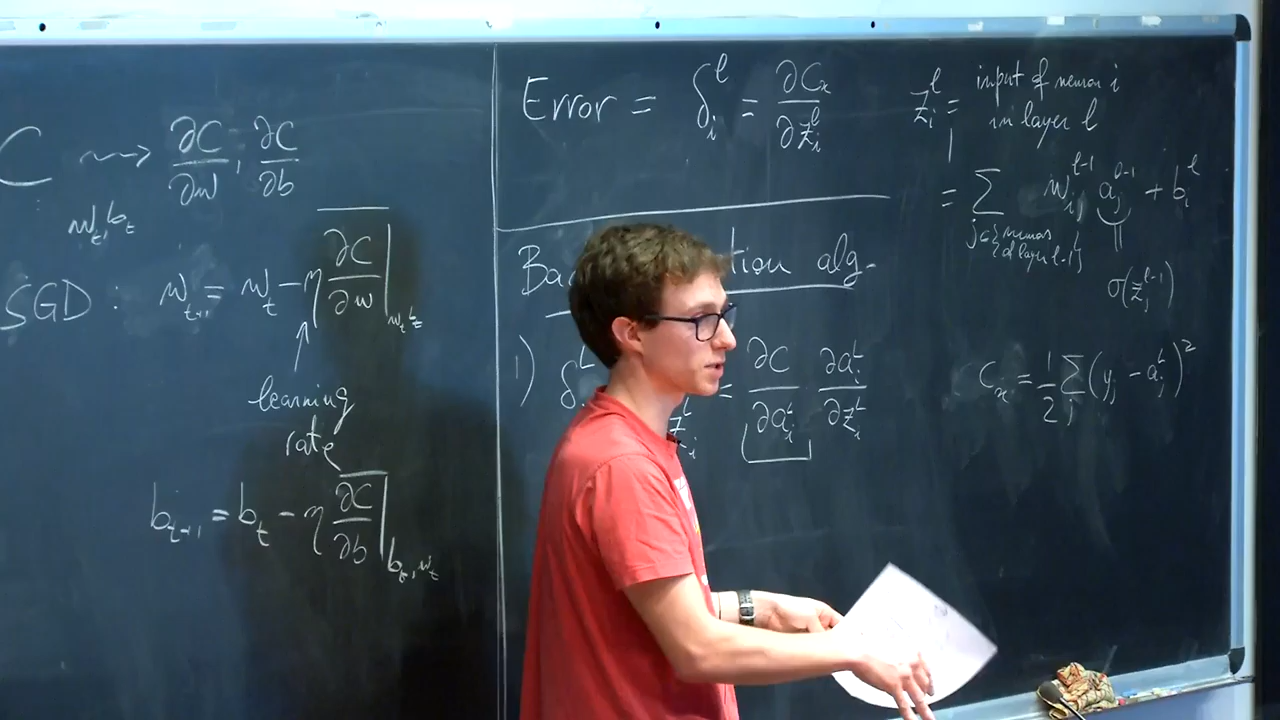 C ⇝ ∂C/∂w, ∂C/∂b
w_t, b_t
SGD : w_{t+1} = w_t − η ∂C/∂w |_{w_t, b_t}
learning
rate
b_{t+1} = b_t − η ∂C/∂b |_{b_t, w_t}
Error = δ_i^l = ∂C_x/∂z_i^l
Ba tion alg.
1) δ_i^L = ∂C/∂a_i^L ∂a_i^L/∂z_i^L
z_i^l = input of neuron i
in layer l
= Σ w_{ij}^{l-1} a_j^{l-1} + b_i^l
j∈{neurons
of layer l-1}
σ(z_j^{l-1})
C_x = 1/2 Σ_j (y_j − a_j^L)^2